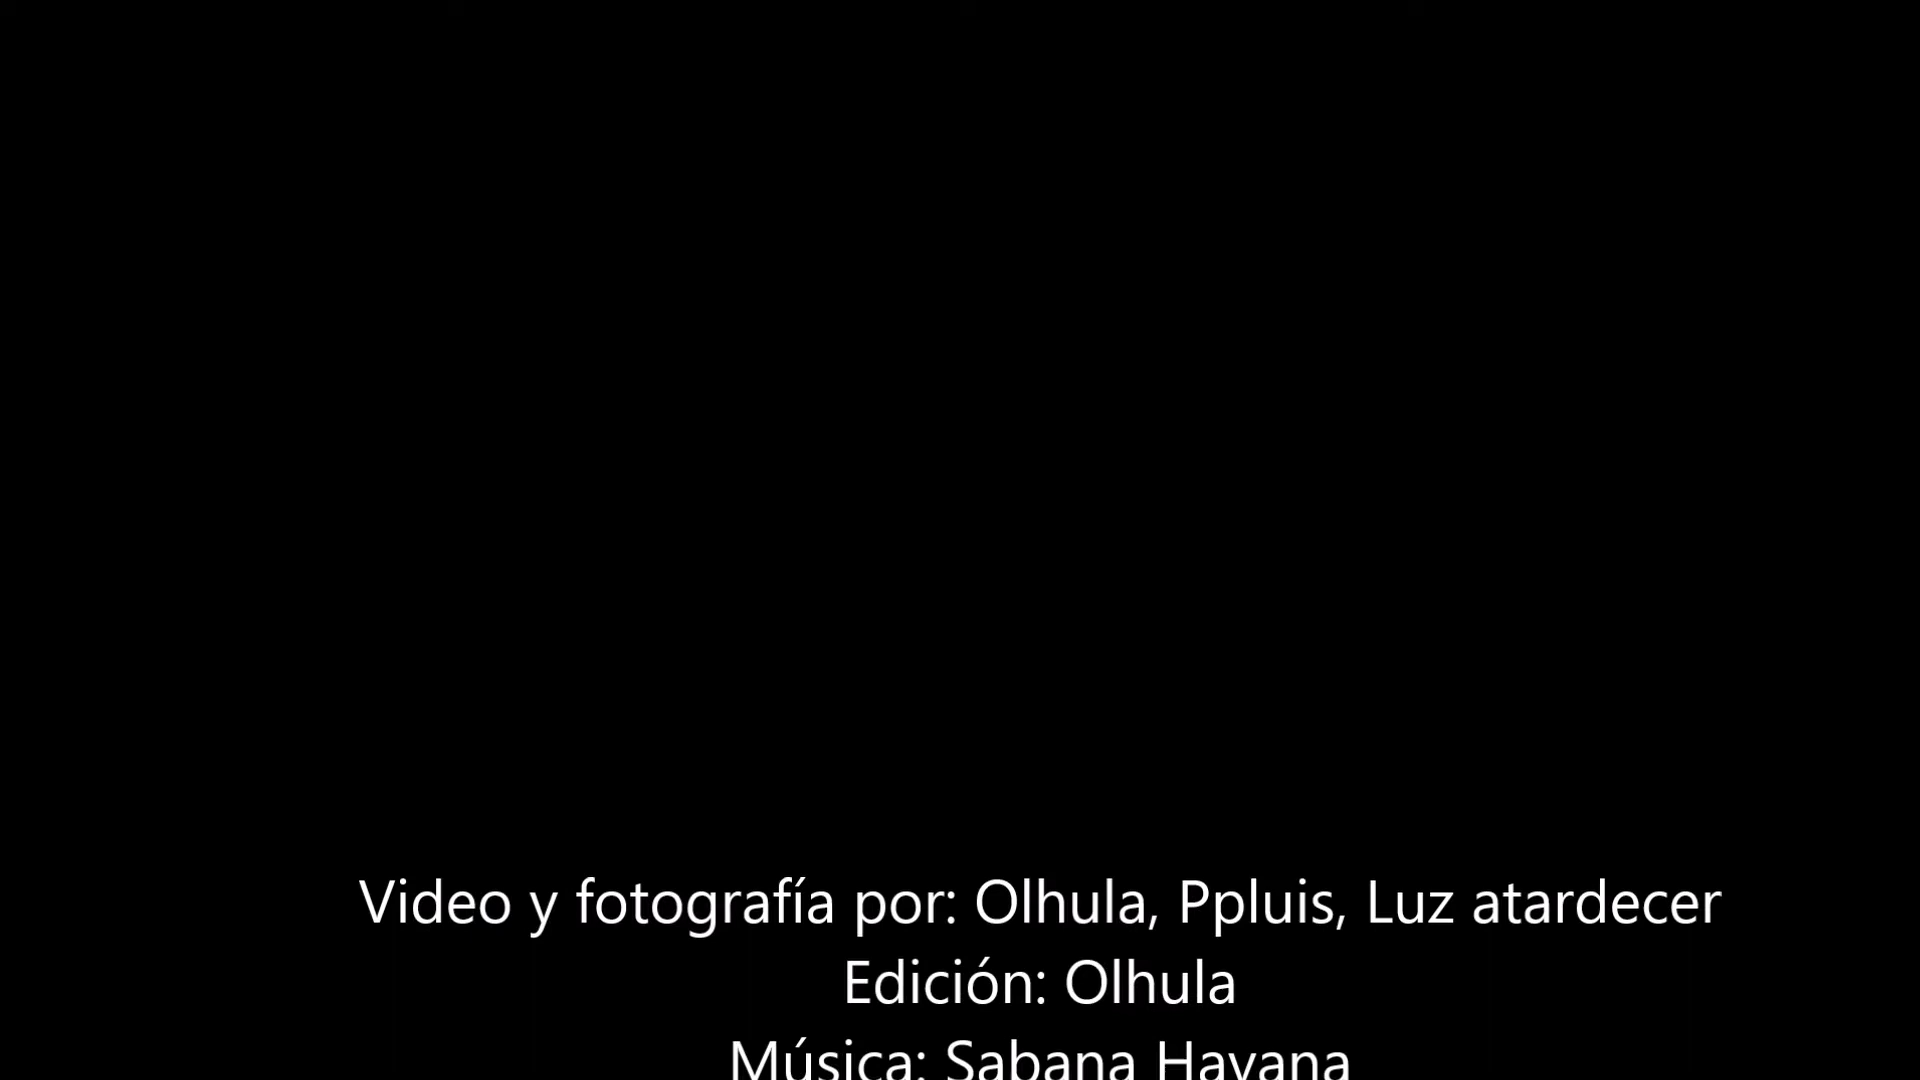 Video y fotografía por: Olhula, Ppluis, Luz atardecer
Edición: Olhula
Música: Sabana Havana